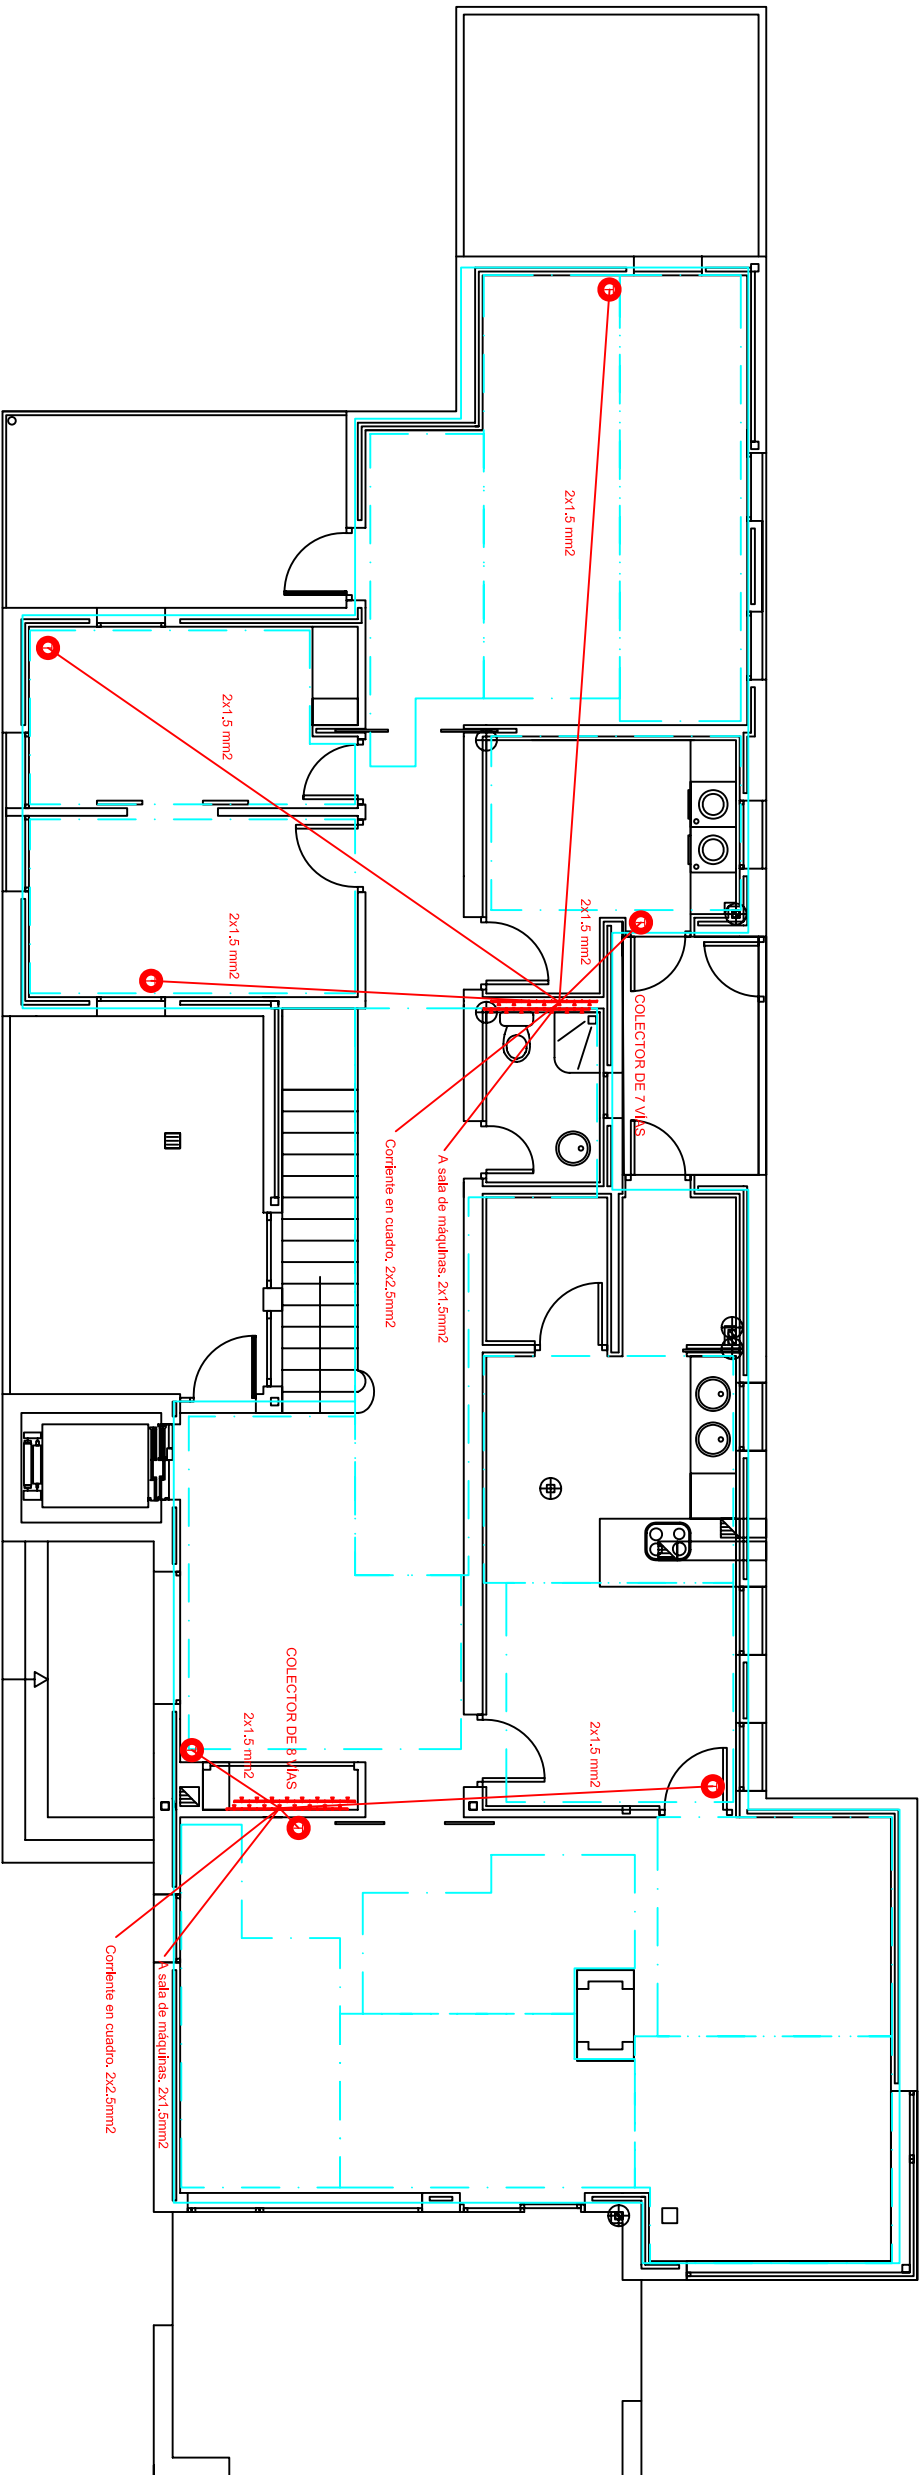 2x1.5 mm2
2x1.5 mm2
2x1.5 mm2
2x1.5 mm2
COLECTOR DE 7 VÍAS
A sala de máquinas. 2x1.5mm2
Corriente en cuadro. 2x2.5mm2
COLECTOR DE 8 VÍAS
2x1.5 mm2
2x1.5 mm2
A sala de máquinas. 2x1.5mm2
Corriente en cuadro. 2x2.5mm2